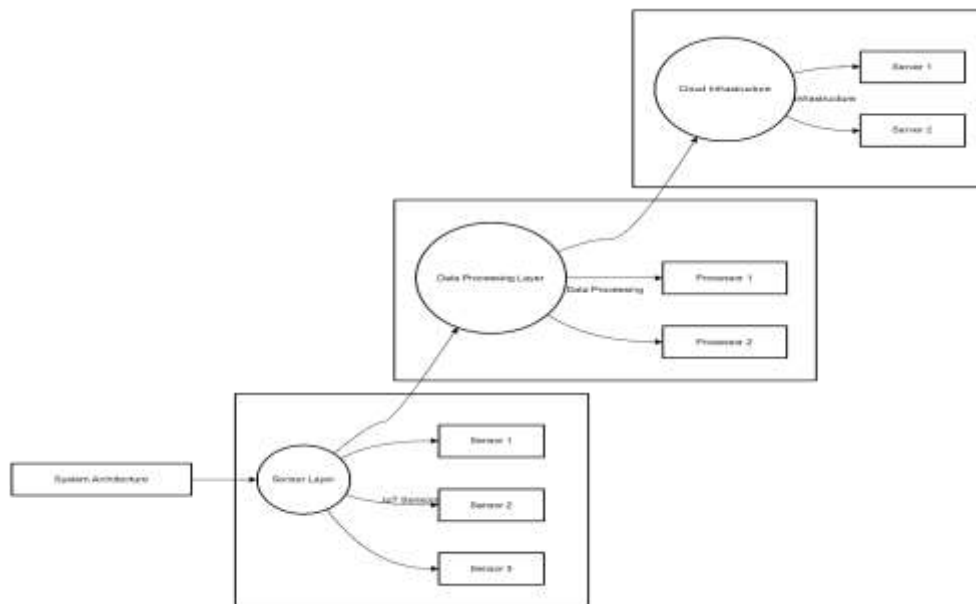 Cloud Infrastructure
Server 1
Infrastructure
Server 2
Data Processing Layer
Processor 1
Data Processing
Processor 2
System Architecture
Sensor Layer
Sensor 1
IoT Sensors
Sensor 2
Sensor 3